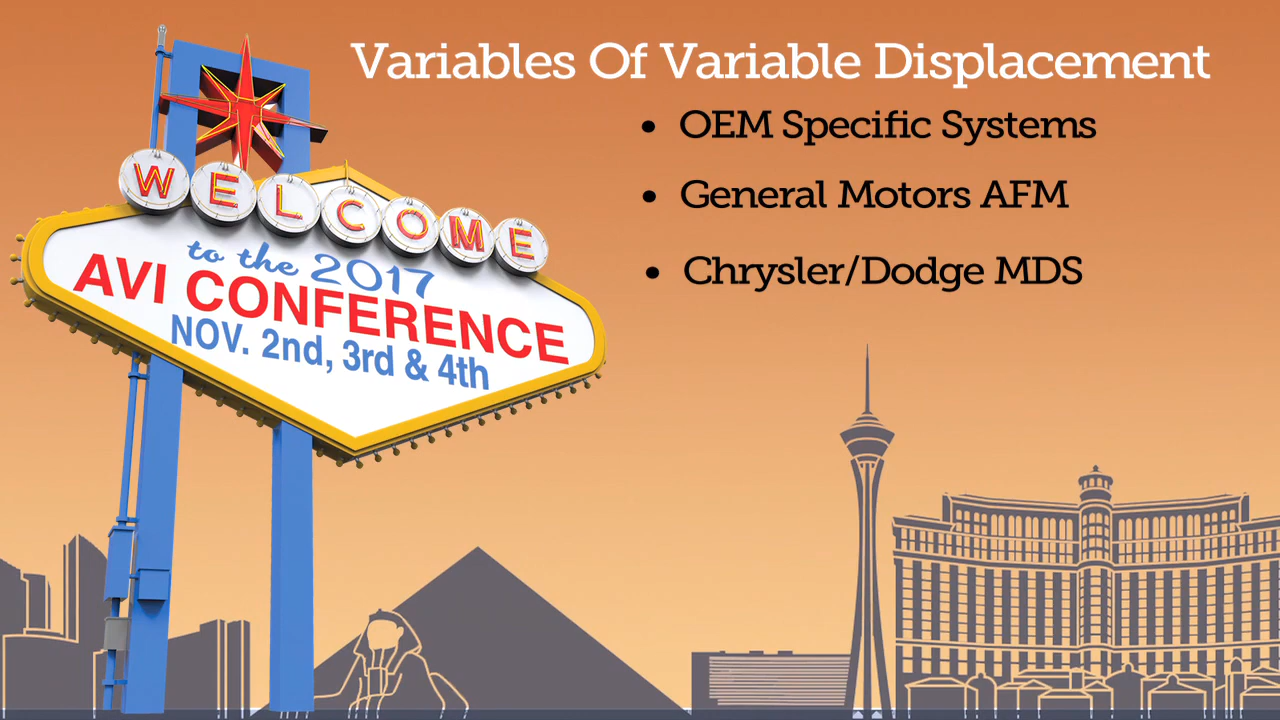 Variables Of Variable Displacement
• OEM Specific Systems
• General Motors AFM
• Chrysler/Dodge MDS
WELCOME
to the 2017
AVI CONFERENCE
NOV. 2nd, 3rd & 4th